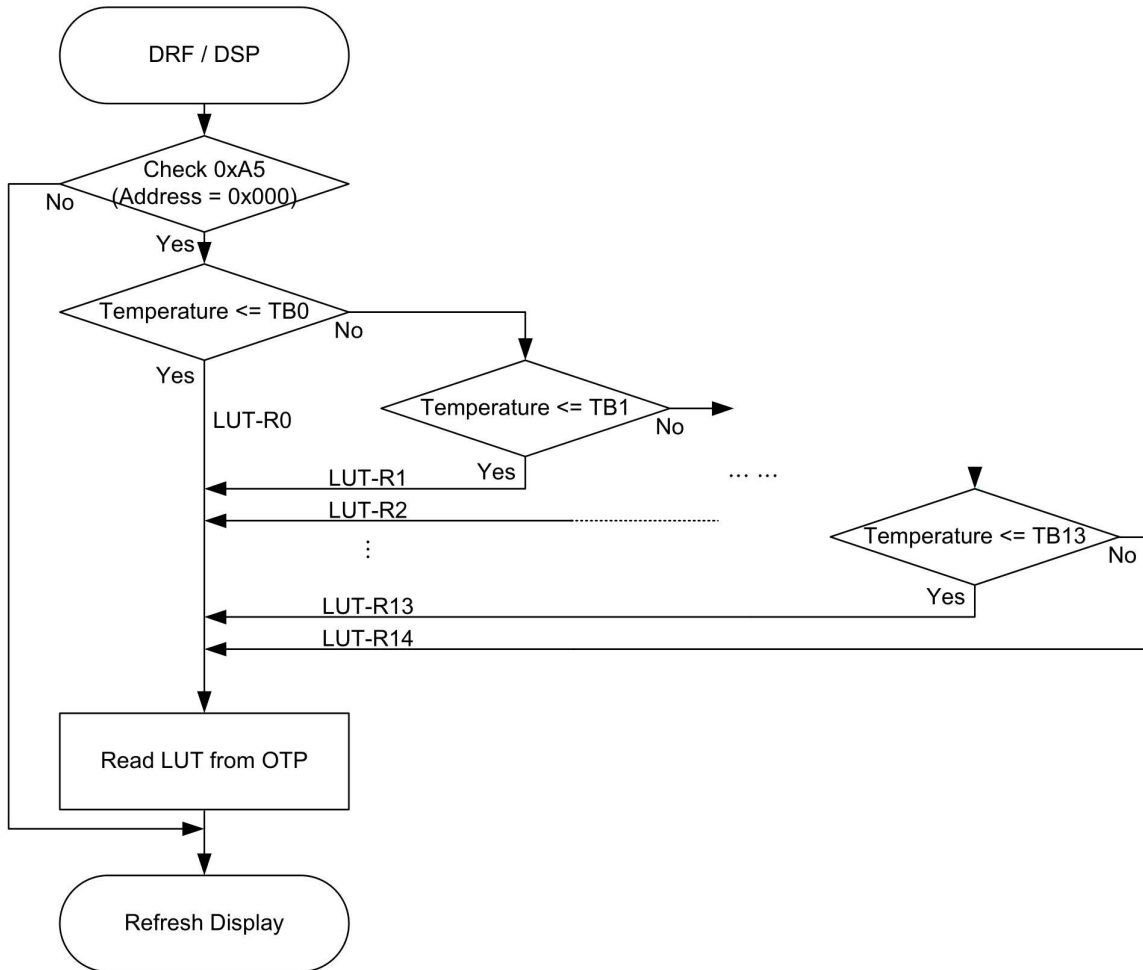 DRF / DSP
Check 0xA5
(Address = 0x000)
No
Yes
Temperature <= TB0
No
Yes
LUT-R0
Temperature <= TB1
No
Yes
LUT-R1
... ...
LUT-R2
...
Temperature <= TB13
No
Yes
LUT-R13
LUT-R14
Read LUT from OTP
Refresh Display